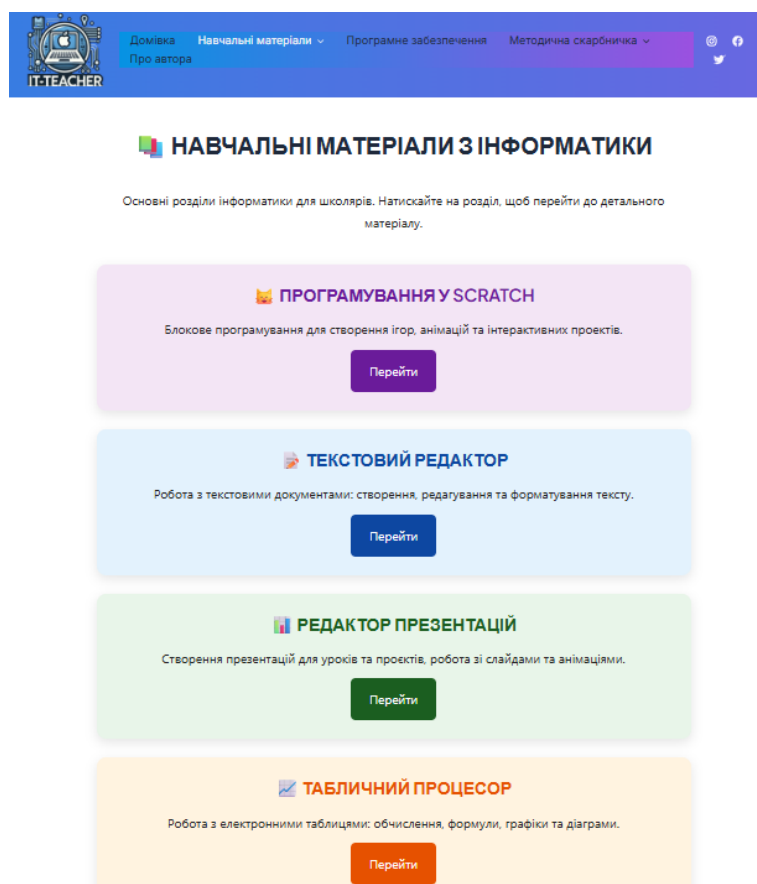 IT-TEACHER
Домівка Навчальні матеріали Програмне забезпечення Методична скарбничка
Про автора
НАВЧАЛЬНІ МАТЕРІАЛИ З ІНФОРМАТИКИ
Основні розділи інформатики для школярів. Натискайте на розділ, щоб перейти до детального
матеріалу.
ПРОГРАМУВАННЯ У SCRATCH
Блокове програмування для створення ігор, анімацій та інтерактивних проектів.
Перейти
ТЕКСТОВИЙ РЕДАКТОР
Робота з текстовими документами: створення, редагування та форматування тексту.
Перейти
РЕДАКТОР ПРЕЗЕНТАЦІЙ
Створення презентацій для уроків та проєктів, робота зі слайдами та анімаціями.
Перейти
ТАБЛИЧНИЙ ПРОЦЕСОР
Робота з електронними таблицями: обчислення, формули, графіки та діаграми.
Перейти